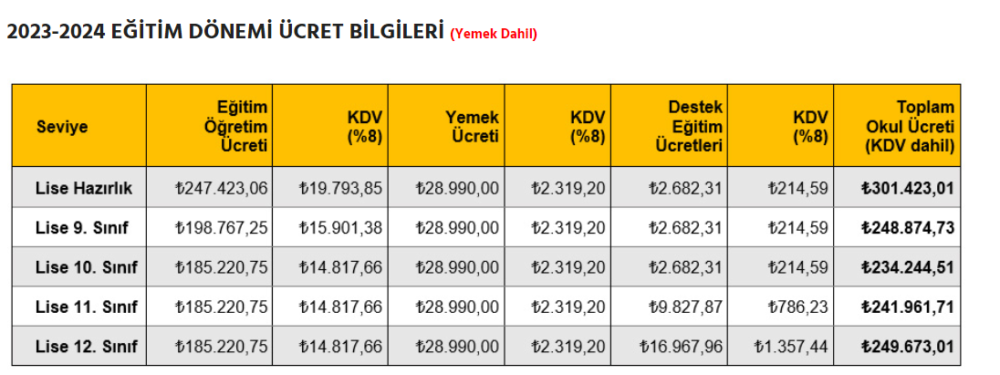 2023-2024 EĞİTİM DÖNEMİ ÜCRET BİLGİLERİ (Yemek Dahil)
Seviye Eğitim Öğretim Ücreti KDV (%8) Yemek Ücreti KDV (%8) Destek Eğitim Ücretleri KDV (%8) Toplam Okul Ücreti (KDV dahil)
Lise Hazırlık ₺247.423,06 ₺19.793,85 ₺28.990,00 ₺2.319,20 ₺2.682,31 ₺214,59 ₺301.423,01
Lise 9. Sınıf ₺198.767,25 ₺15.901,38 ₺28.990,00 ₺2.319,20 ₺2.682,31 ₺214,59 ₺248.874,73
Lise 10. Sınıf ₺185.220,75 ₺14.817,66 ₺28.990,00 ₺2.319,20 ₺2.682,31 ₺214,59 ₺234.244,51
Lise 11. Sınıf ₺185.220,75 ₺14.817,66 ₺28.990,00 ₺2.319,20 ₺9.827,87 ₺786,23 ₺241.961,71
Lise 12. Sınıf ₺185.220,75 ₺14.817,66 ₺28.990,00 ₺2.319,20 ₺16.967,96 ₺1.357,44 ₺249.673,01